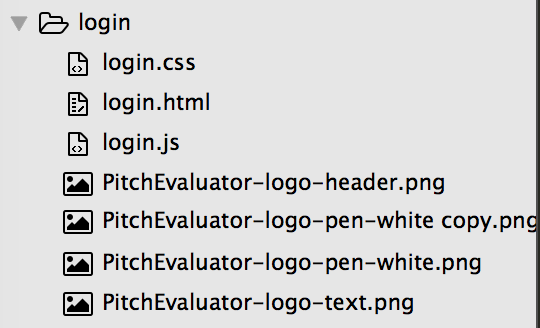 login
login.css
login.html
login.js
PitchEvaluator-logo-header.png
PitchEvaluator-logo-pen-white copy.png
PitchEvaluator-logo-pen-white.png
PitchEvaluator-logo-text.png